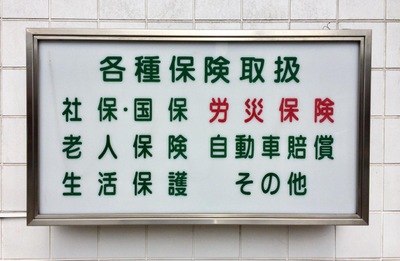 各種保険取扱
社保・国保 労災保険
老人保険 自動車賠償
生活保護 その他